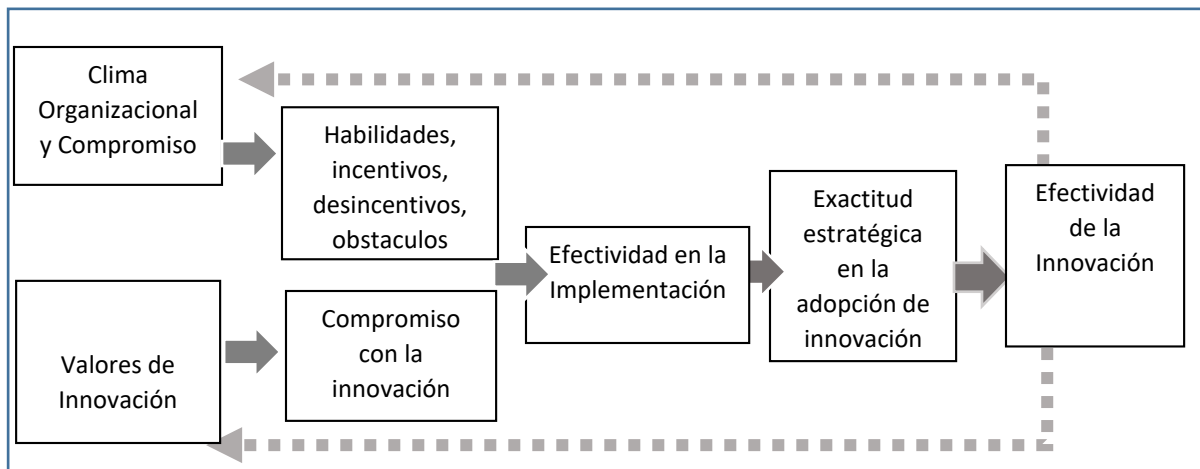 Clima
Organizacional
y Compromiso
Habilidades,
incentivos,
desincentivos,
obstaculos
Valores de
Innovación
Compromiso
con la
innovación
Efectividad en la
Implementación
Exactitud
estratégica
en la
adopción de
innovación
Efectividad
de la
Innovación